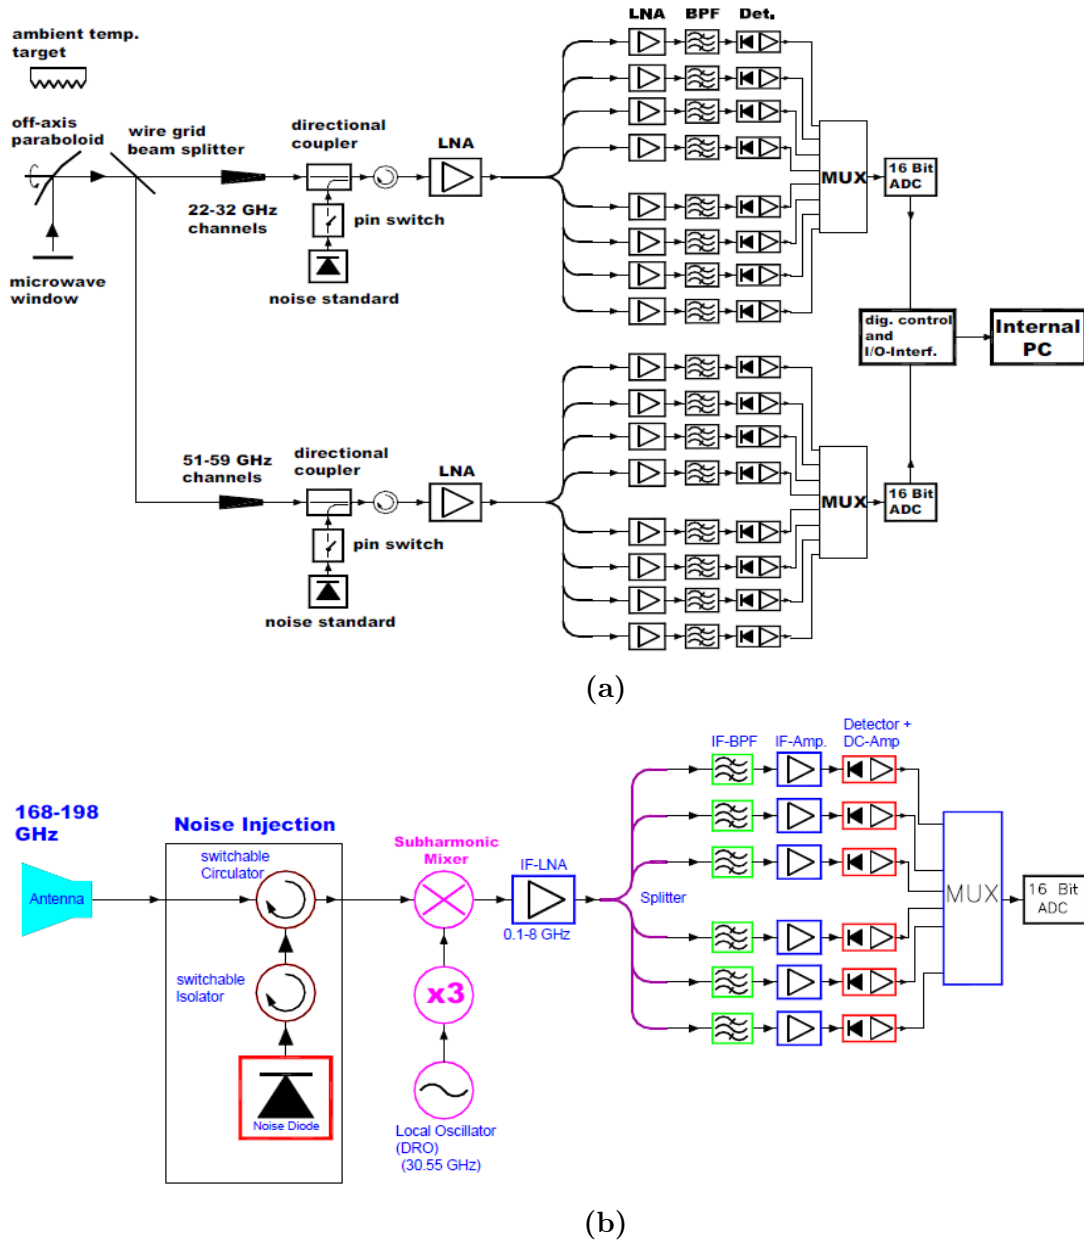 LNA BPF Det.
ambient temp.
target
off-axis
paraboloid
wire grid
beam splitter
directional
coupler
LNA
MUX
16 Bit
ADC
22-32 GHz
channels
pin switch
microwave
window
noise standard
dig. control
and
I/O-Interf.
Internal
PC
51-59 GHz
channels
directional
coupler
LNA
MUX
16 Bit
ADC
pin switch
noise standard
(a)
Detector +
DC-Amp
IF-BPF
IF-Amp.
168-198
GHz
Noise Injection
switchable
Circulator
Subharmonic
Mixer
IF-LNA
Antenna
Splitter
MUX
16 Bit
ADC
0.1-8 GHz
switchable
Isolator
x3
Noise Diode
Local Oscillator
(DRO)
(30.55 GHz)
(b)